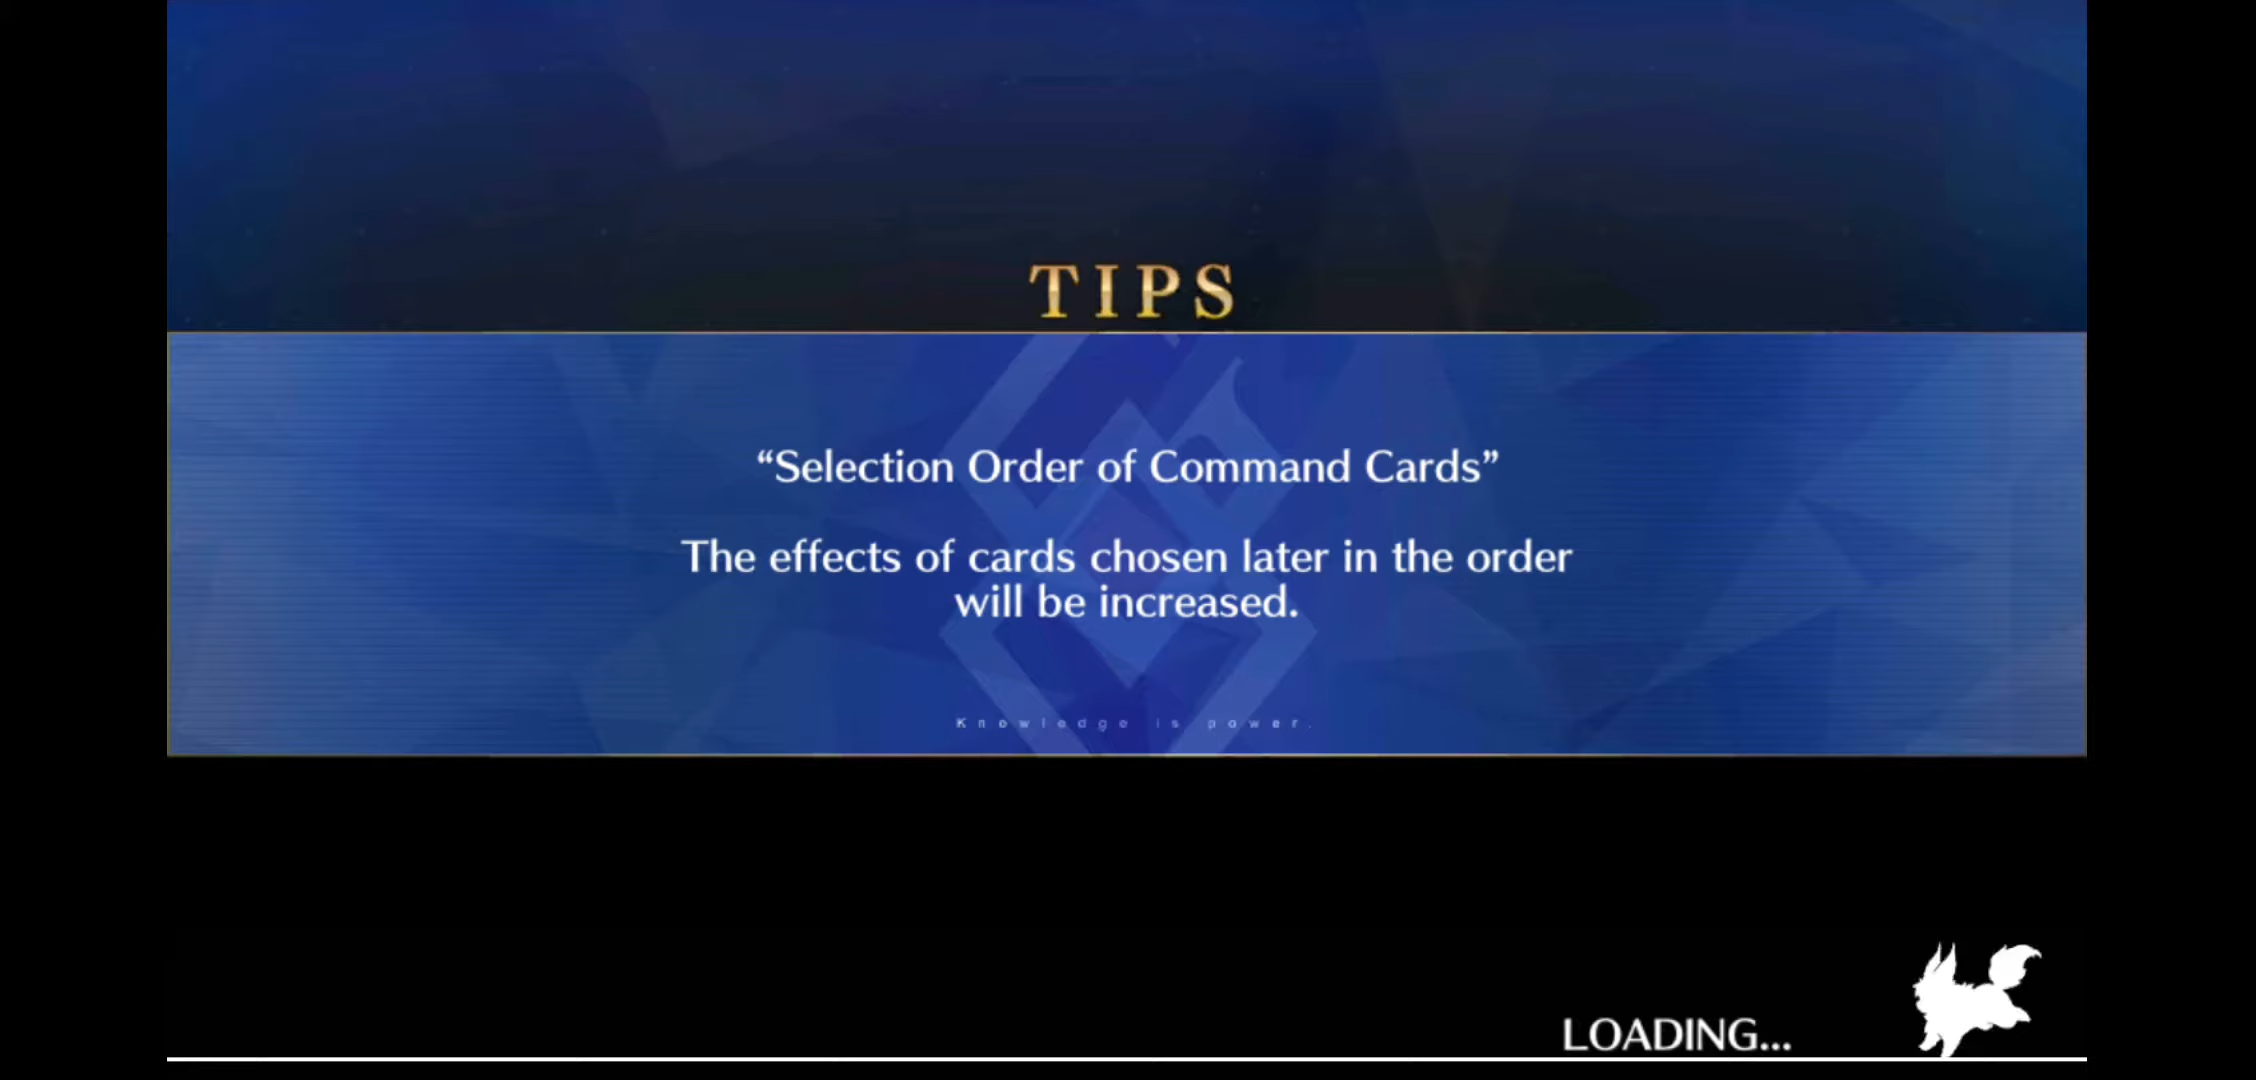 TIPS
“Selection Order of Command Cards”
The effects of cards chosen later in the order
will be increased.
Knowledge is power.
LOADING...